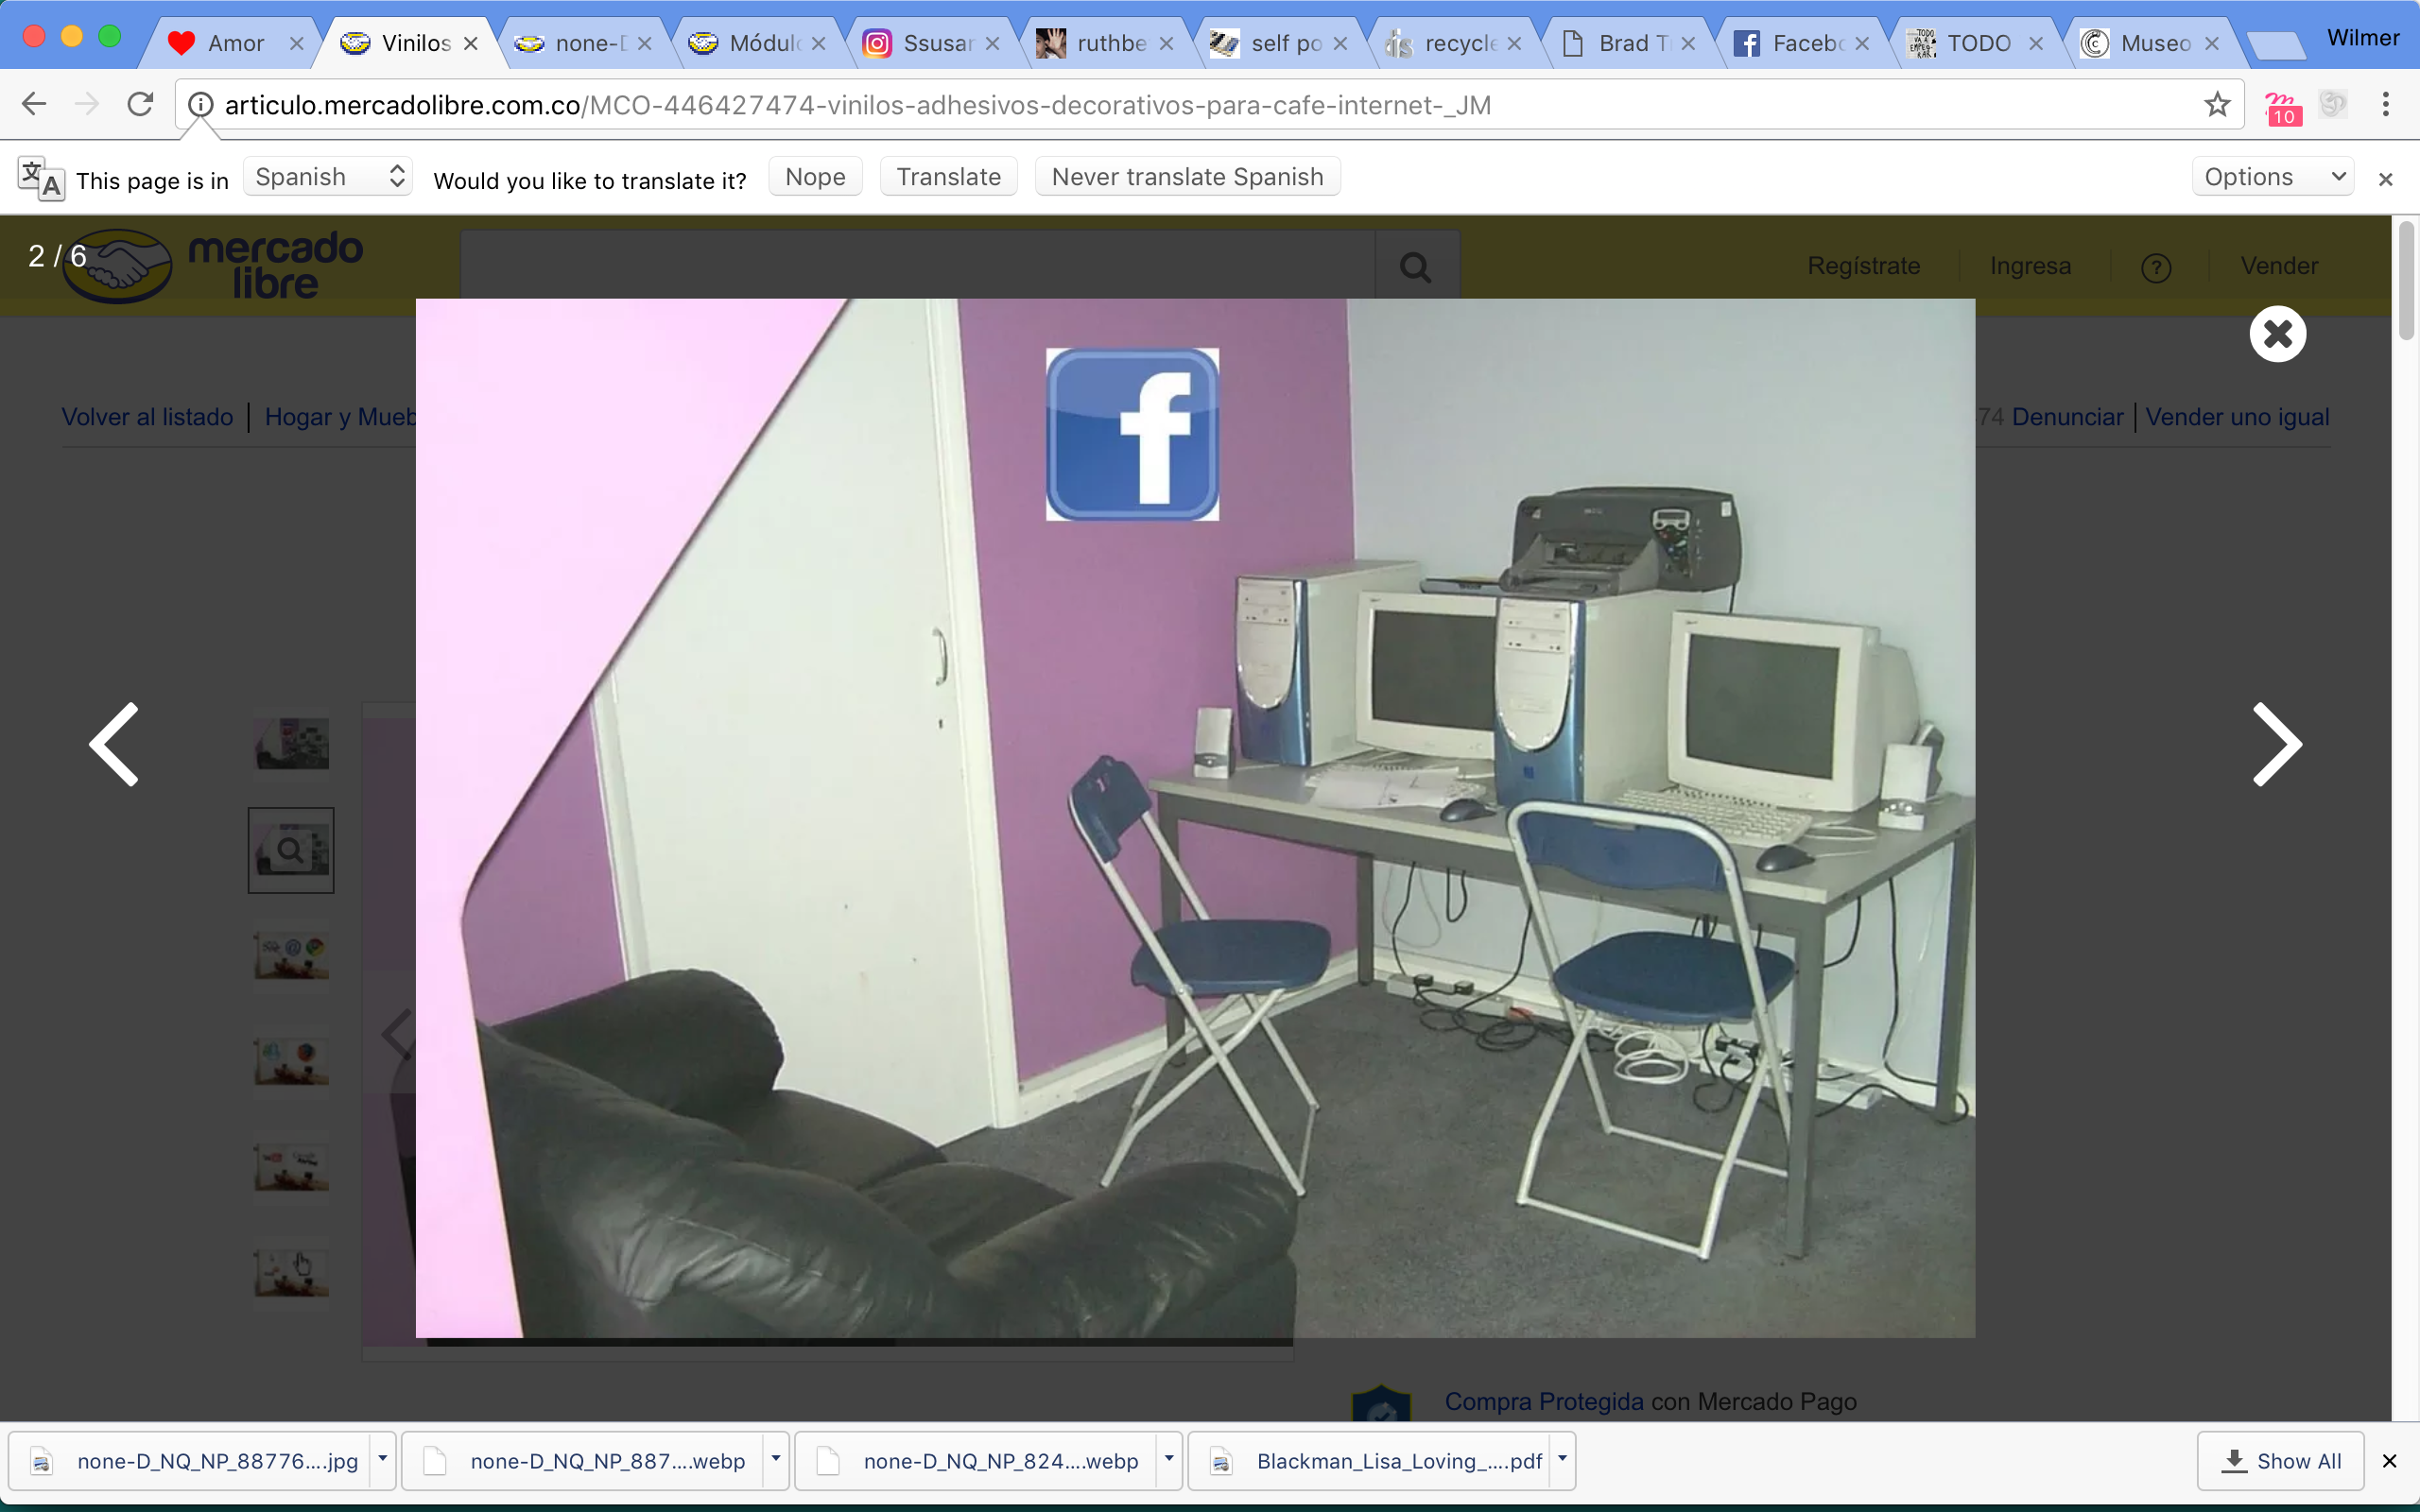 Amor
Vinilos
none-D
Módulo
Ssusar
ruthbe
self po
recycle
Brad T
Facebo
TODO
Museo
Wilmer
articulo.mercadolibre.com.co/MCO-446427474-vinilos-adhesivos-decorativos-para-cafe-internet-_JM
10
This page is in
Spanish
Would you like to translate it?
Nope
Translate
Never translate Spanish
Options
2 / 6
mercado
libre
Regístrate
Ingresa
?
Vender
Volver al listado | Hogar y Mueb
74 Denunciar | Vender uno igual
f
Compra Protegida con Mercado Pago
none-D_NQ_NP_88776....jpg
none-D_NQ_NP_887....webp
none-D_NQ_NP_824....webp
Blackman_Lisa_Loving_....pdf
Show All